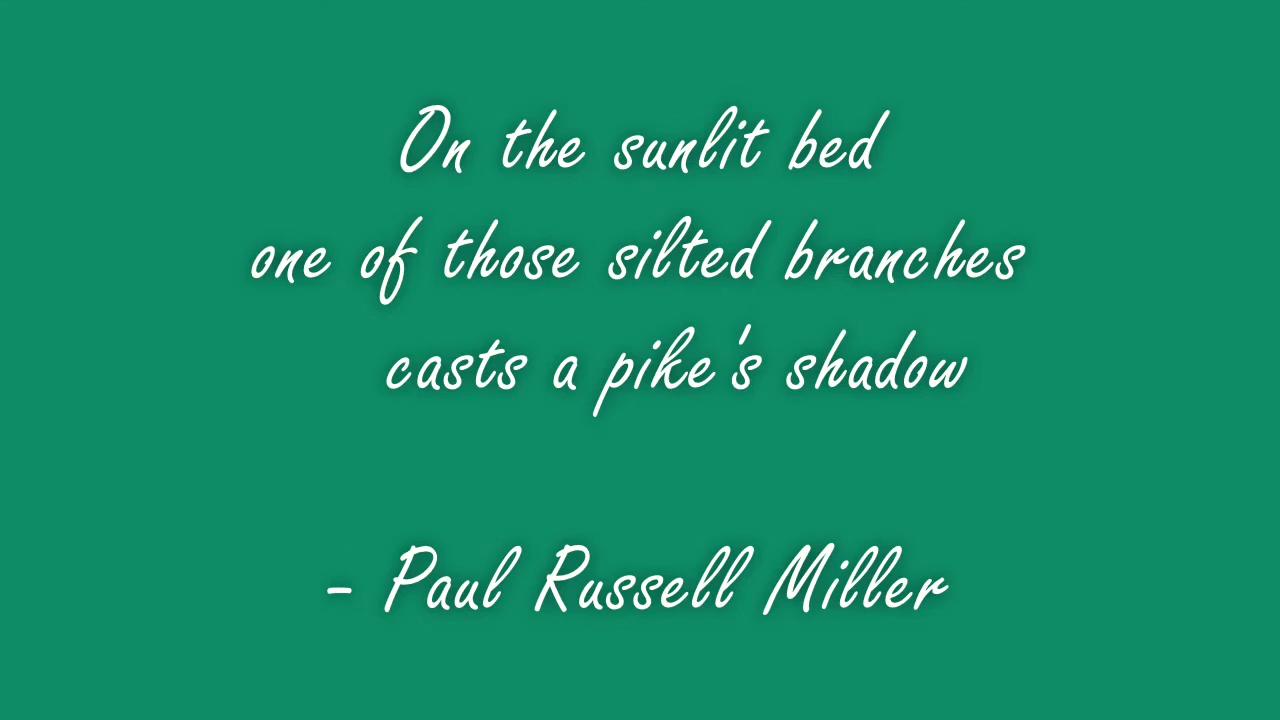 On the sunlit bed
one of those silted branches
casts a pike's shadow
- Paul Russell Miller